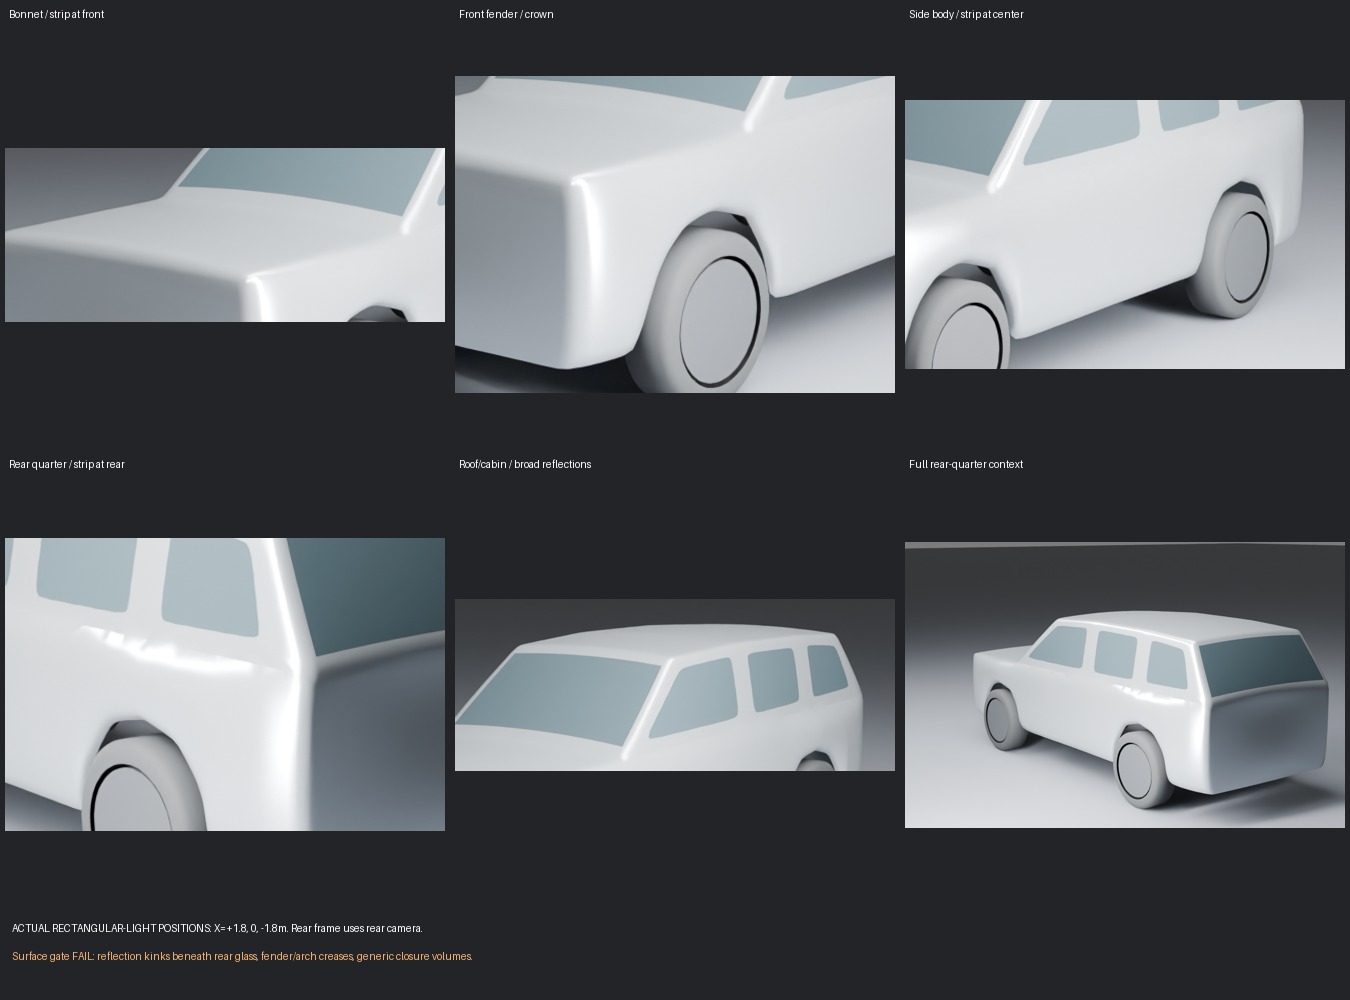 Bonnet / strip at front
Front fender / crown
Side body / strip at center
Rear quarter / strip at rear
Roof/cabin / broad reflections
Full rear-quarter context
ACTUAL RECTANGULAR-LIGHT POSITIONS: X=+1.8, 0, -1.8m. Rear frame uses rear camera.
Surface gate FAIL: reflection kinks beneath rear glass, fender/arch creases, generic closure volumes.